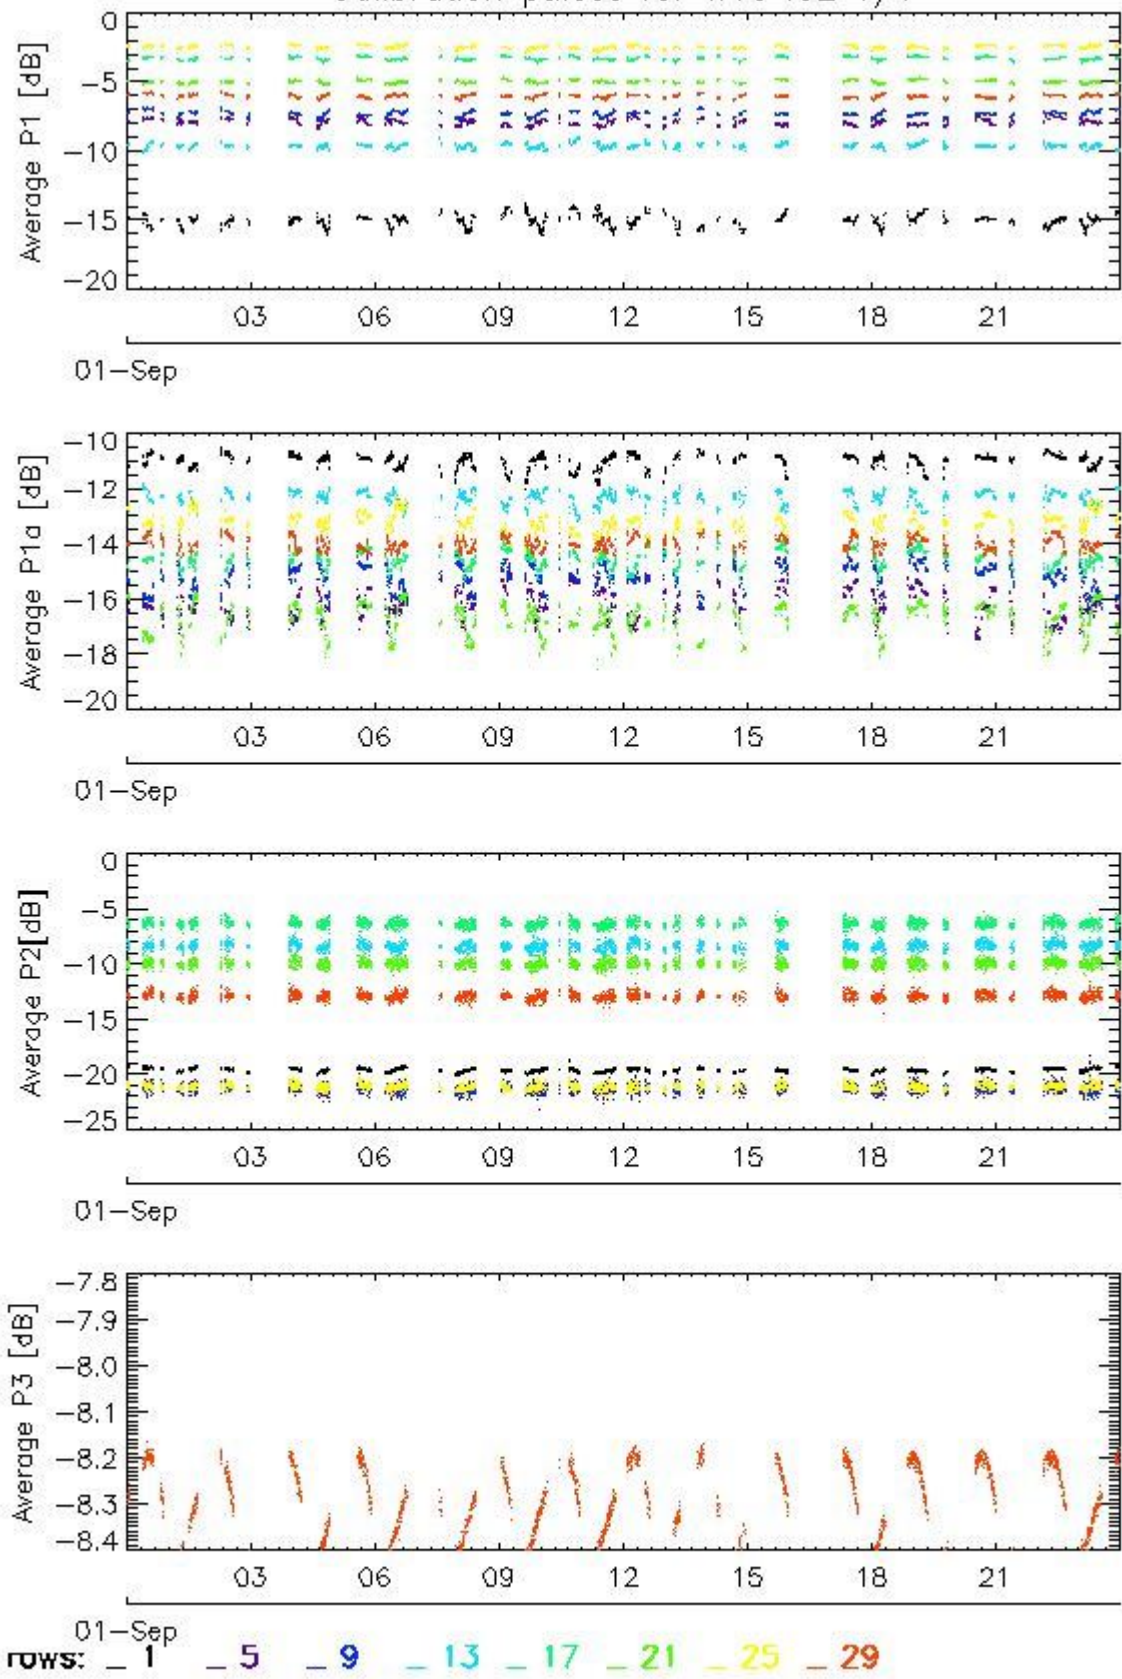 0
−5
−10
−15
−20
Average P1 [dB]
03 06 09 12 15 18 21
01−Sep
−10
−12
−14
−16
−18
−20
Average P1a [dB]
03 06 09 12 15 18 21
01−Sep
0
−5
−10
−15
−20
−25
Average P2[dB]
03 06 09 12 15 18 21
01−Sep
−7.8
−7.9
−8.0
−8.1
−8.2
−8.3
−8.4
Average P3 [dB]
03 06 09 12 15 18 21
01−Sep
rows: _ 1 _ 5 _ 9 _ 13 _ 17 _ 21 _ 25 _ 29